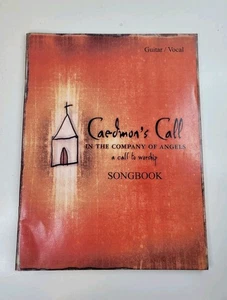 Guitar / Vocal
Caedmon's Call
IN THE COMPANY OF ANGELS
a call to worship
SONGBOOK